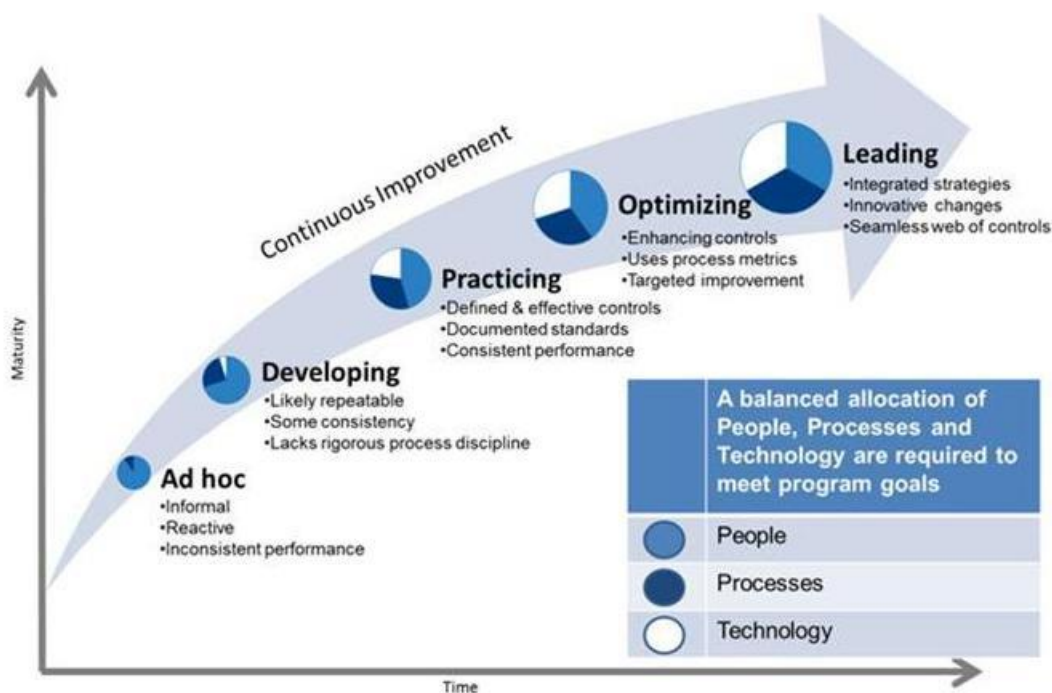 Continuous Improvement
Leading
•Integrated strategies
•Innovative changes
•Seamless web of controls
Optimizing
•Enhancing controls
•Uses process metrics
•Targeted improvement
Practicing
•Defined & effective controls
•Documented standards
•Consistent performance
Developing
•Likely repeatable
•Some consistency
•Lacks rigorous process discipline
Ad hoc
•Informal
•Reactive
•Inconsistent performance
Maturity
Time
A balanced allocation of
People, Processes and
Technology are required to
meet program goals
People
Processes
Technology